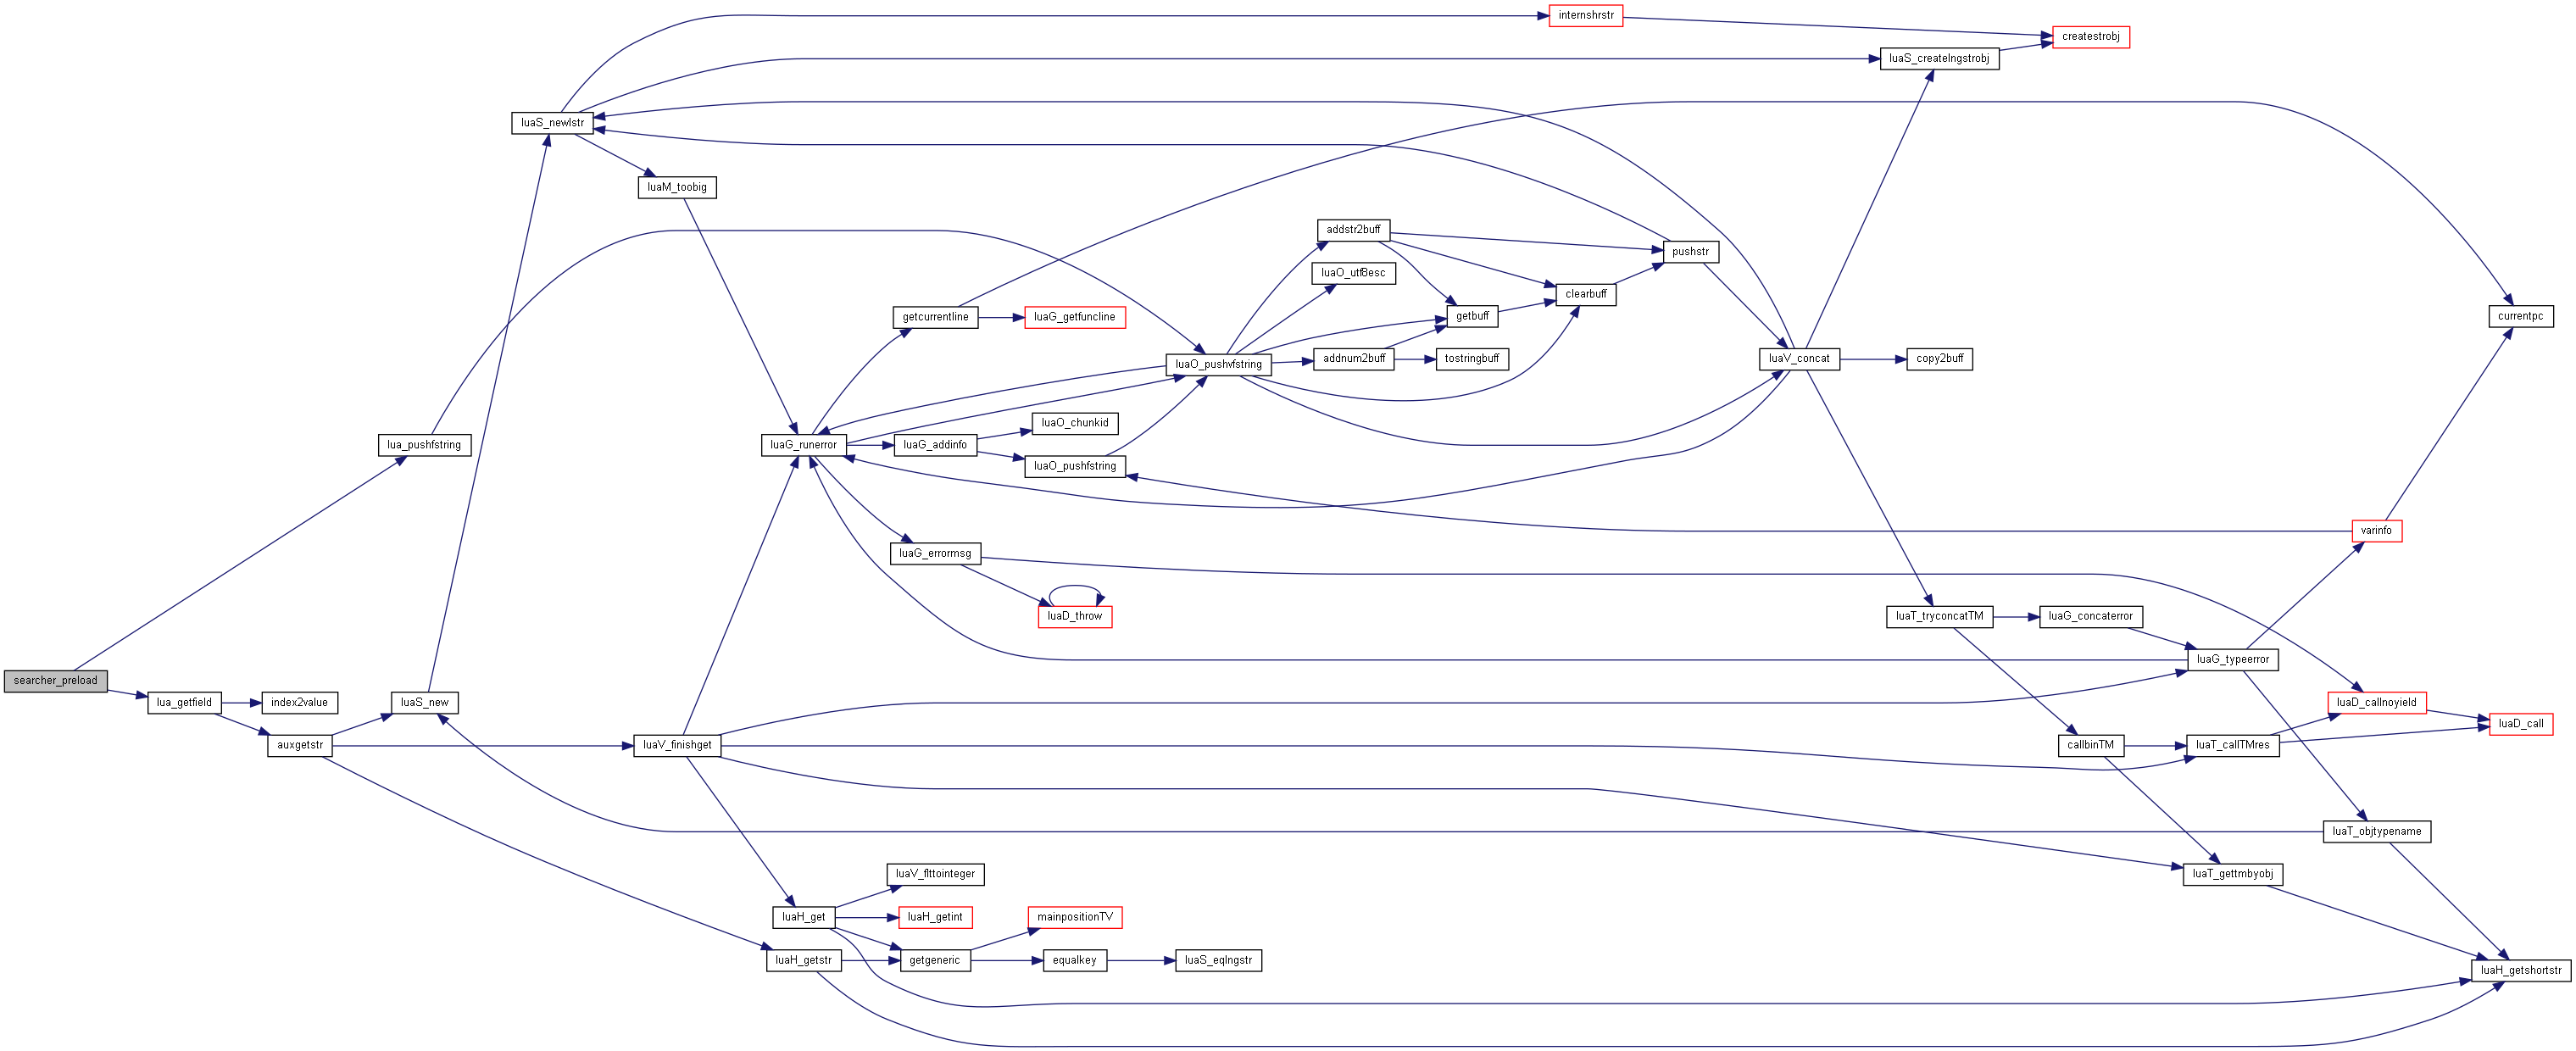 internshrstr
createstrobj
luaS_createlngstrobj
luaS_newlstr
luaM_toobig
addstr2buff
pushstr
luaO_utf8esc
clearbuff
getcurrentline
luaG_getfuncline
getbuff
currentpc
luaO_pushvfstring
addnum2buff
tostringbuff
luaV_concat
copy2buff
lua_pushfstring
luaG_runerror
luaG_addinfo
luaO_chunkid
luaO_pushfstring
varinfo
luaG_errormsg
luaD_throw
luaT_tryconcatTM
luaG_concaterror
luaG_typeerror
searcher_preload
lua_getfield
index2value
luaS_new
luaD_callnoyield
luaD_call
auxgetstr
luaV_finishget
callbinTM
luaT_callTMres
luaT_objtypename
luaV_flttointeger
luaT_gettmbyobj
luaH_get
luaH_getint
mainpositionTV
luaH_getstr
getgeneric
equalkey
luaS_eqlngstr
luaH_getshortstr